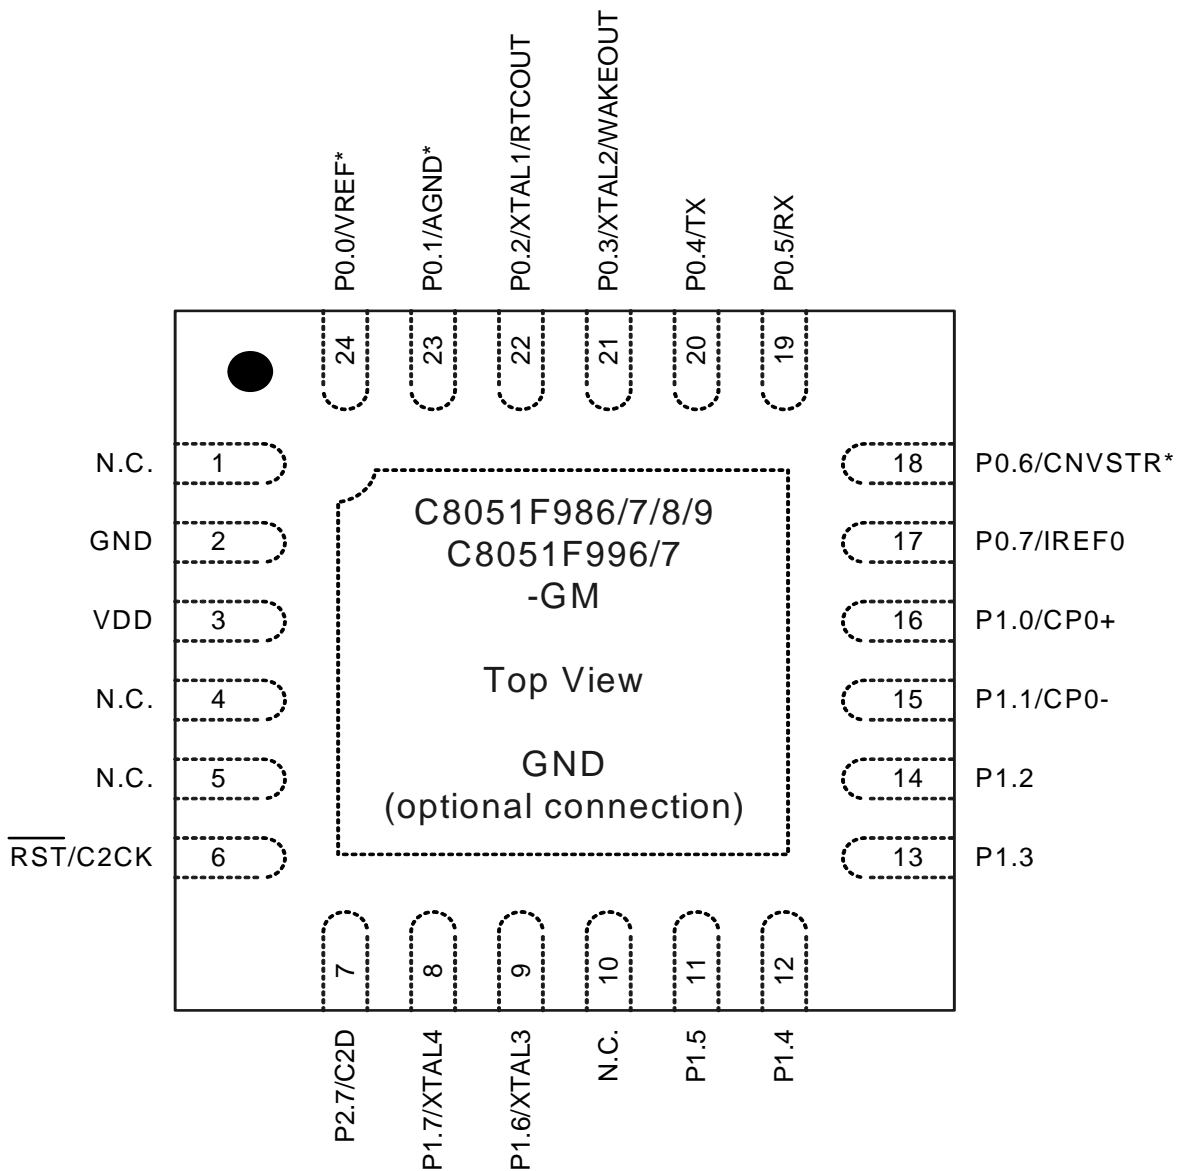 P0.0/VREF*
P0.1/AGND*
P0.2/XTAL1/RTCOUT
P0.3/XTAL2/WAKEOUT
P0.4/TX
P0.5/RX
24
23
22
21
20
19
N.C.
1
GND
2
VDD
3
N.C.
4
N.C.
5
RST/C2CK
6
C8051F986/7/8/9
C8051F996/7
-GM
Top View
GND
(optional connection)
18
P0.6/CNVSTR*
17
P0.7/IREF0
16
P1.0/CP0+
15
P1.1/CP0-
14
P1.2
13
P1.3
7
8
9
10
11
12
P2.7/C2D
P1.7/XTAL4
P1.6/XTAL3
N.C.
P1.5
P1.4